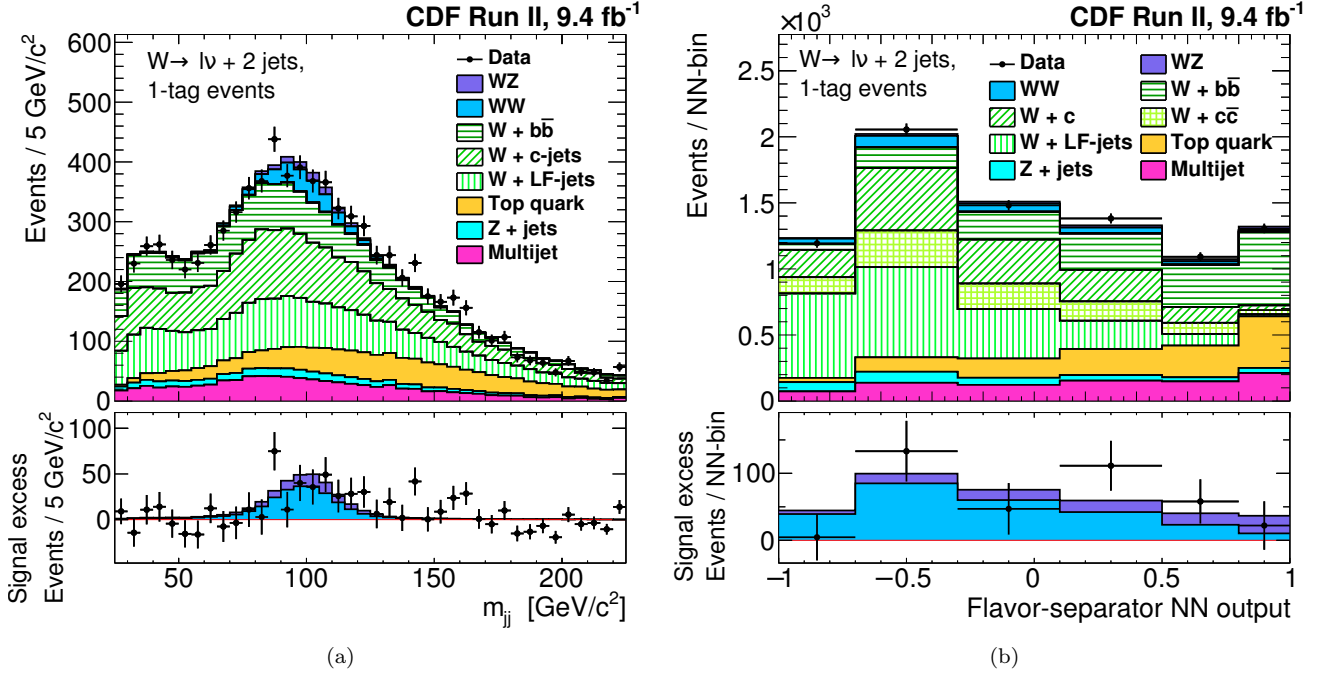 CDF Run II, 9.4 fb⁻¹
W→ lν + 2 jets,
1-tag events
Data
WZ
WW
W + bb̅
W + c-jets
W + LF-jets
Top quark
Z + jets
Multijet
Events / 5 GeV/c²
600
500
400
300
200
100
0
Signal excess
Events / 5 GeV/c²
100
50
0
50
100
150
200
m_jj [GeV/c²]
(a)
CDF Run II, 9.4 fb⁻¹
×10³
W→ lν + 2 jets,
1-tag events
Data
WZ
WW
W + bb̅
W + c
W + cc̅
W + LF-jets
Top quark
Z + jets
Multijet
Events / NN-bin
2.5
2
1.5
1
0.5
0
Signal excess
Events / NN-bin
100
0
−1
−0.5
0
0.5
1
Flavor-separator NN output
(b)